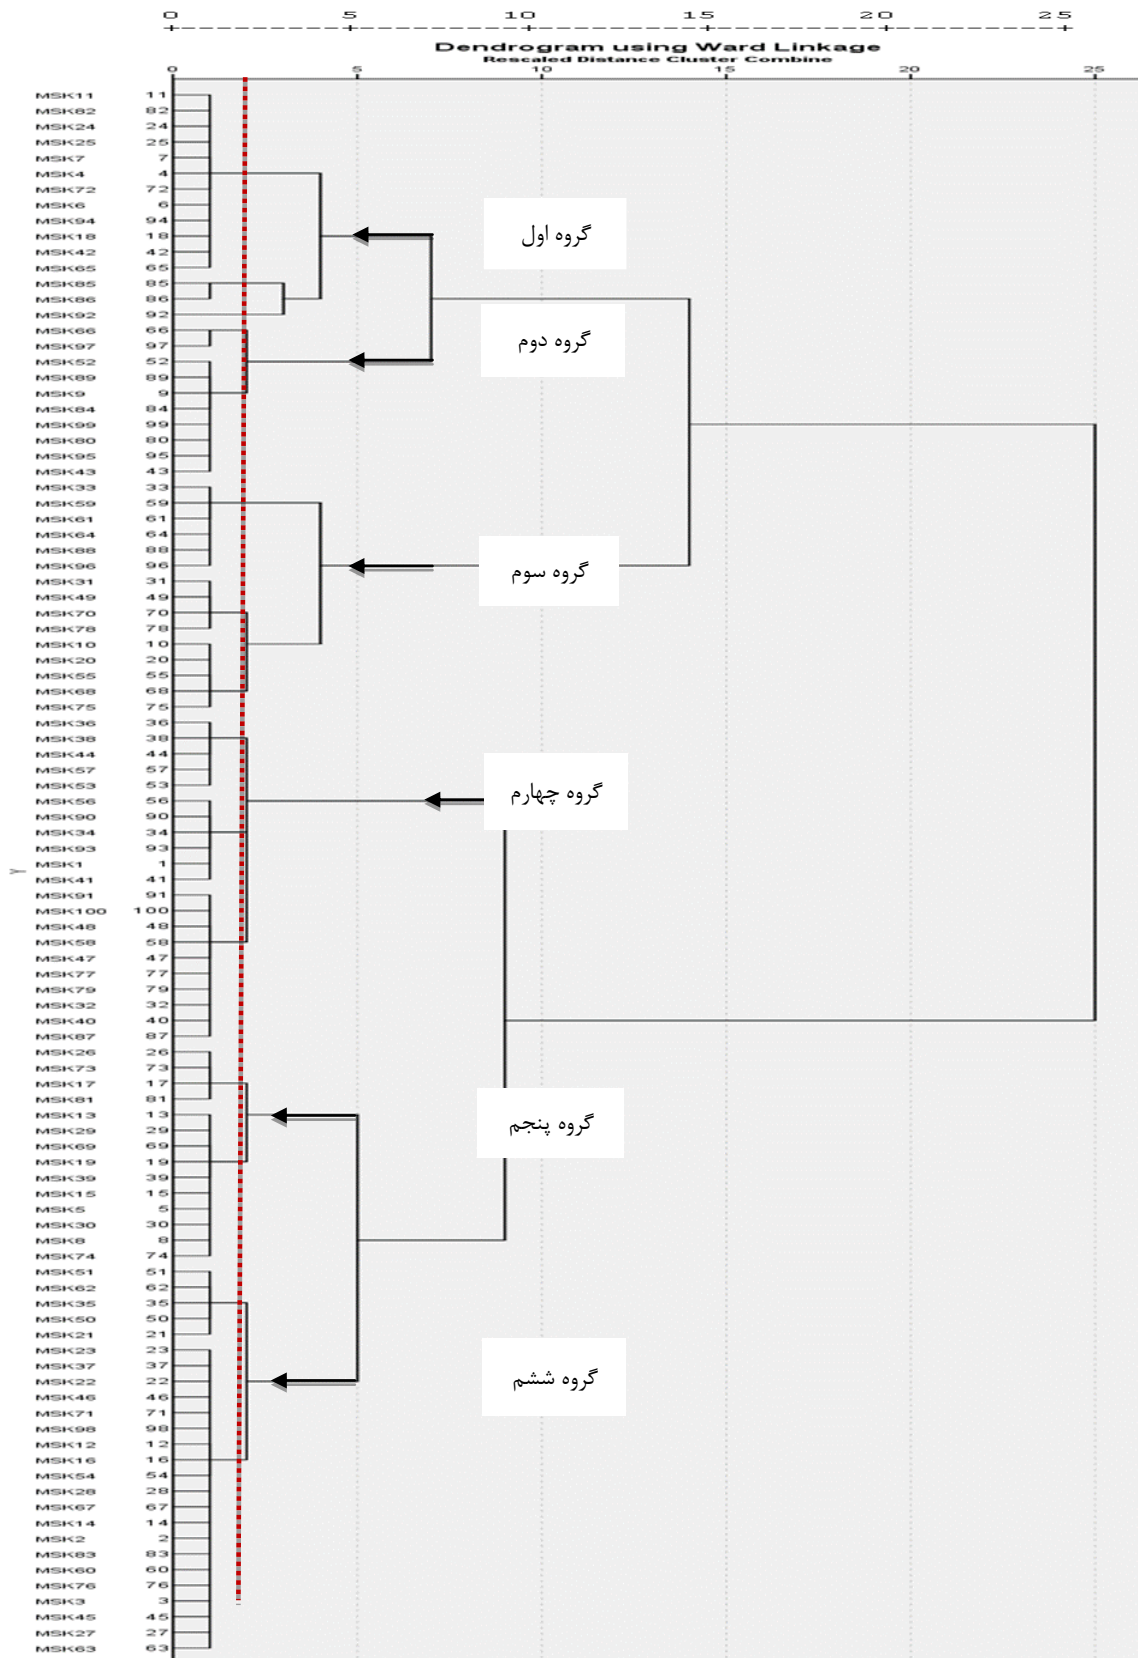 0 5 10 15 20 25
Dendrogram using Ward Linkage
Rescaled Distance Cluster Combine
0 5 10 15 20 25
MSK11 11
MSK82 82
MSK24 24
MSK25 25
MSK7 7
MSK4 4
MSK72 72
MSK6 6
MSK94 94
MSK18 18
گروه اول
MSK42 42
MSK65 65
MSK85 85
MSK86 86
MSK92 92
MSK66 66
گروه دوم
MSK97 97
MSK52 52
MSK89 89
MSK9 9
MSK84 84
MSK99 99
MSK80 80
MSK95 95
MSK43 43
MSK33 33
MSK59 59
MSK61 61
MSK64 64
MSK88 88
MSK96 96
گروه سوم
MSK31 31
MSK49 49
MSK70 70
MSK78 78
MSK10 10
MSK20 20
MSK55 55
MSK68 68
MSK75 75
MSK36 36
MSK38 38
MSK44 44
MSK57 57
MSK53 53
گروه چهارم
MSK56 56
MSK90 90
MSK34 34
MSK93 93
MSK1 1
Y
MSK41 41
MSK91 91
MSK100 100
MSK48 48
MSK58 58
MSK47 47
MSK77 77
MSK79 79
MSK32 32
MSK40 40
MSK87 87
MSK26 26
MSK73 73
MSK17 17
MSK81 81
MSK13 13
گروه پنجم
MSK29 29
MSK69 69
MSK19 19
MSK39 39
MSK15 15
MSK5 5
MSK30 30
MSK8 8
MSK74 74
MSK51 51
MSK62 62
MSK35 35
MSK50 50
MSK21 21
MSK23 23
MSK37 37
گروه ششم
MSK22 22
MSK46 46
MSK71 71
MSK98 98
MSK12 12
MSK16 16
MSK54 54
MSK28 28
MSK67 67
MSK14 14
MSK2 2
MSK83 83
MSK60 60
MSK76 76
MSK3 3
MSK45 45
MSK27 27
MSK63 63